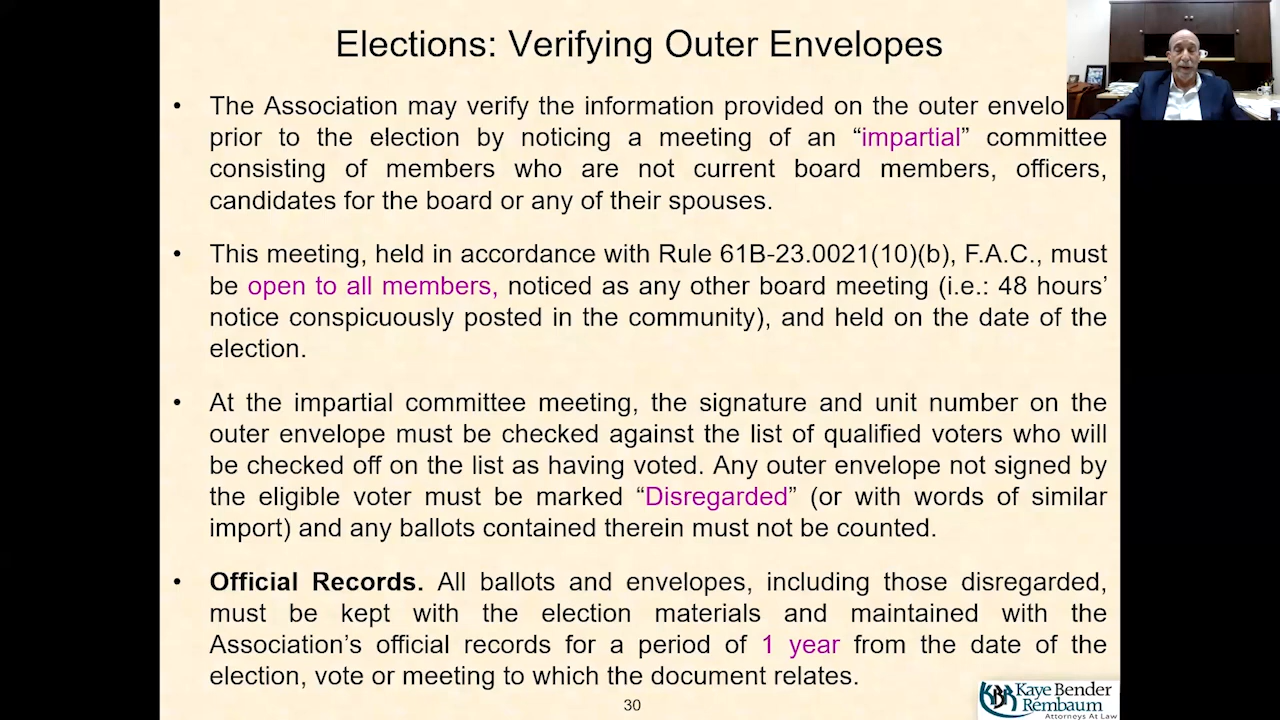 Elections: Verifying Outer Envelopes
• The Association may verify the information provided on the outer
prior to the election by noticing a meeting of an “impartial” committee
consisting of members who are not current board members, officers,
candidates for the board or any of their spouses.
• This meeting, held in accordance with Rule 61B-23.0021(10)(b), F.A.C., must
be open to all members, noticed as any other board meeting (i.e.: 48 hours’
notice conspicuously posted in the community), and held on the date of the
election.
• At the impartial committee meeting, the signature and unit number on the
outer envelope must be checked against the list of qualified voters who will
be checked off on the list as having voted. Any outer envelope not signed by
the eligible voter must be marked “Disregarded” (or with words of similar
import) and any ballots contained therein must not be counted.
• Official Records. All ballots and envelopes, including those disregarded,
must be kept with the election materials and maintained with the
Association’s official records for a period of 1 year from the date of the
election, vote or meeting to which the document relates.
KBR Kaye Bender
Rembaum
Attorneys At Law
30